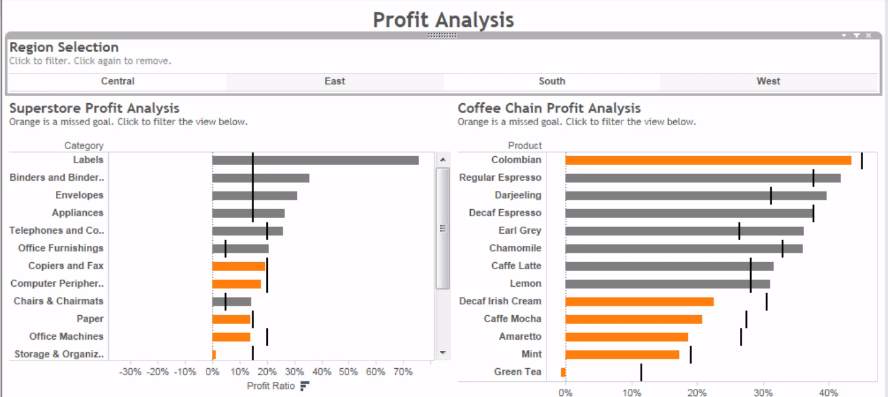 Profit Analysis
Region Selection
Click to filter. Click again to remove.
Central East South West
Superstore Profit Analysis
Orange is a missed goal. Click to filter the view below.
Category
Labels
Binders and Binder..
Envelopes
Appliances
Telephones and Co..
Office Furnishings
Copiers and Fax
Computer Peripher..
Chairs & Chairmats
Paper
Office Machines
Storage & Organiz..
-30% -20% -10% 0% 10% 20% 30% 40% 50% 60% 70%
Profit Ratio
Coffee Chain Profit Analysis
Orange is a missed goal. Click to filter the view below.
Product
Colombian
Regular Espresso
Darjeeling
Decaf Espresso
Earl Grey
Chamomile
Caffe Latte
Lemon
Decaf Irish Cream
Caffe Mocha
Amaretto
Mint
Green Tea
0% 10% 20% 30% 40%